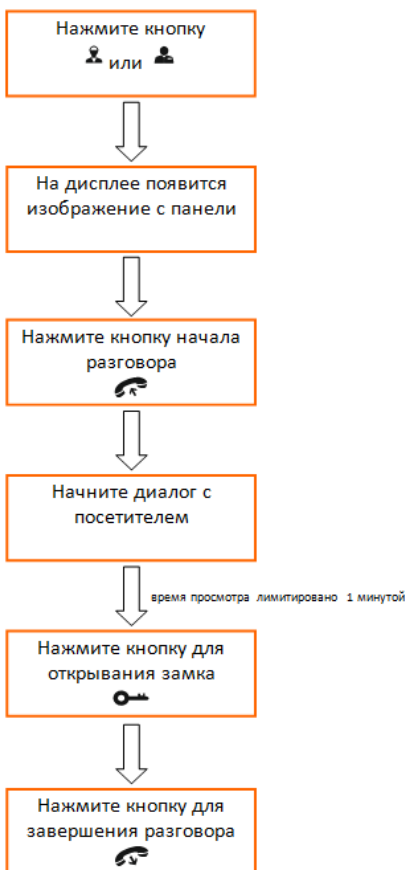 Нажмите кнопку
или
На дисплее появится
изображение с панели
Нажмите кнопку начала
разговора
Начните диалог с
посетителем
время просмотра лимитировано 1 минутой
Нажмите кнопку для
открывания замка
Нажмите кнопку для
завершения разговора